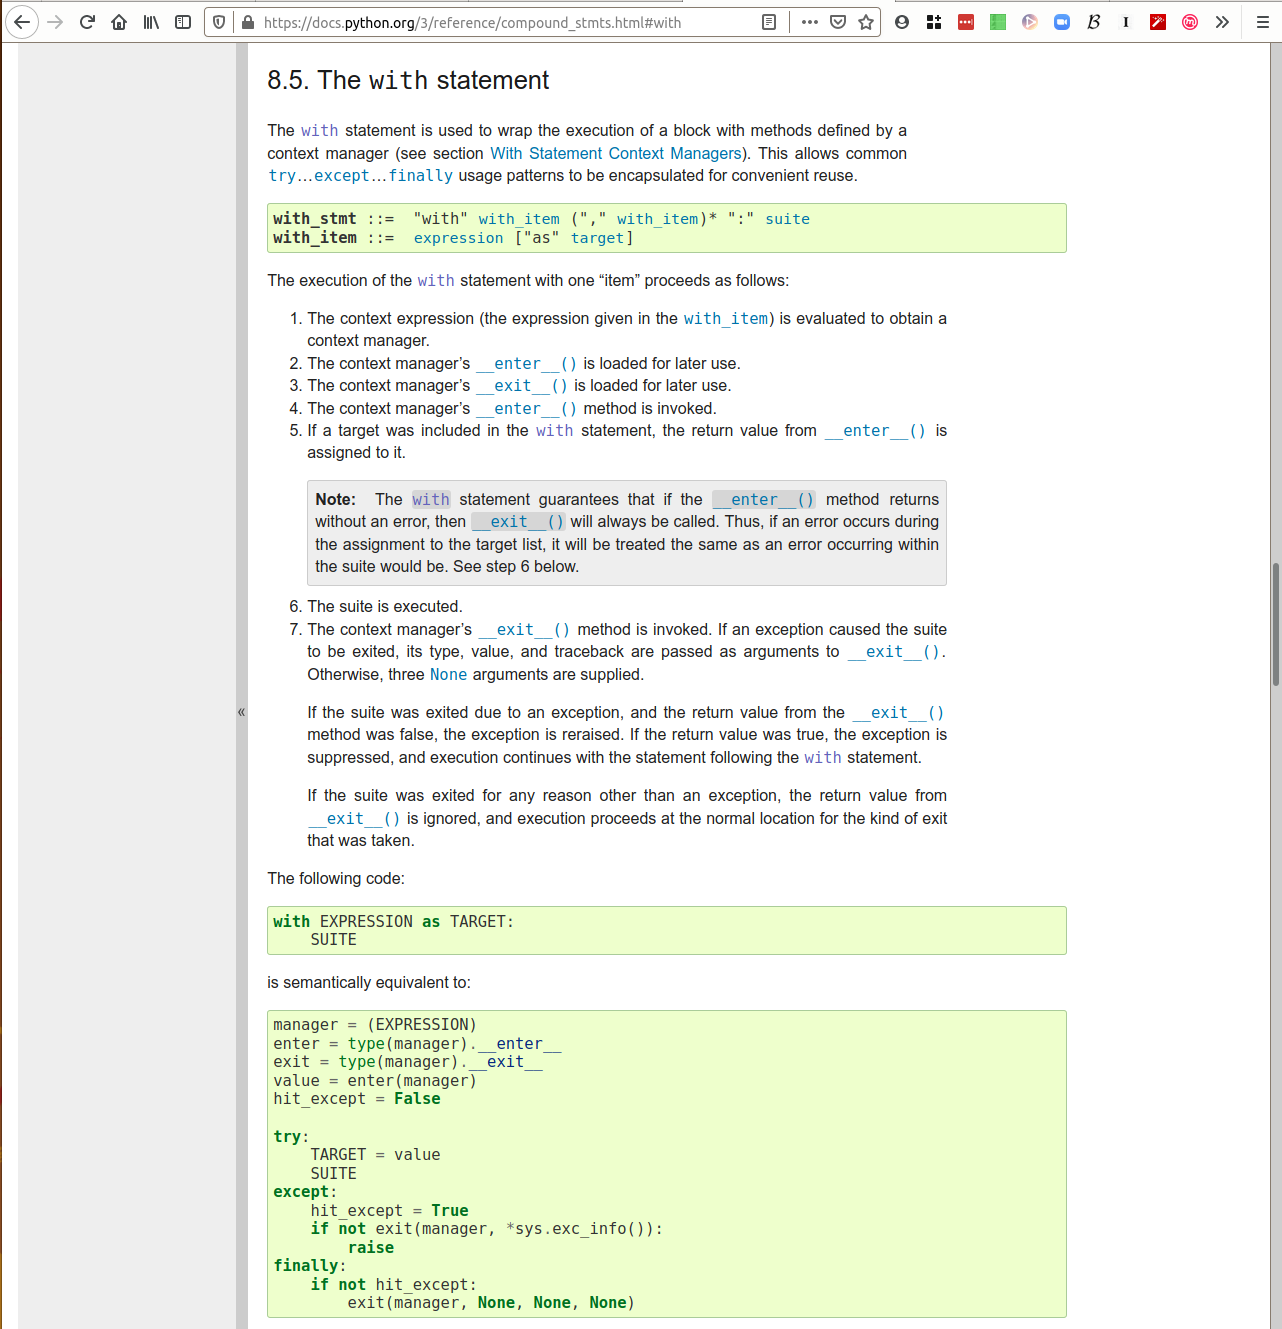 https://docs.python.org/3/reference/compound_stmts.html#with
8.5. The with statement
The with statement is used to wrap the execution of a block with methods defined by a
context manager (see section With Statement Context Managers). This allows common
try…except…finally usage patterns to be encapsulated for convenient reuse.
with_stmt ::=  "with" with_item ("," with_item)* ":" suite
with_item ::=  expression ["as" target]
The execution of the with statement with one “item” proceeds as follows:
1. The context expression (the expression given in the with_item) is evaluated to obtain a
context manager.
2. The context manager’s __enter__() is loaded for later use.
3. The context manager’s __exit__() is loaded for later use.
4. The context manager’s __enter__() method is invoked.
5. If a target was included in the with statement, the return value from __enter__() is
assigned to it.
Note: The with statement guarantees that if the __enter__() method returns
without an error, then __exit__() will always be called. Thus, if an error occurs during
the assignment to the target list, it will be treated the same as an error occurring within
the suite would be. See step 6 below.
6. The suite is executed.
7. The context manager’s __exit__() method is invoked. If an exception caused the suite
to be exited, its type, value, and traceback are passed as arguments to __exit__().
Otherwise, three None arguments are supplied.
«
If the suite was exited due to an exception, and the return value from the __exit__()
method was false, the exception is reraised. If the return value was true, the exception is
suppressed, and execution continues with the statement following the with statement.
If the suite was exited for any reason other than an exception, the return value from
__exit__() is ignored, and execution proceeds at the normal location for the kind of exit
that was taken.
The following code:
with EXPRESSION as TARGET:
    SUITE
is semantically equivalent to:
manager = (EXPRESSION)
enter = type(manager).__enter__
exit = type(manager).__exit__
value = enter(manager)
hit_except = False
try:
    TARGET = value
    SUITE
except:
    hit_except = True
    if not exit(manager, *sys.exc_info()):
        raise
finally:
    if not hit_except:
        exit(manager, None, None, None)